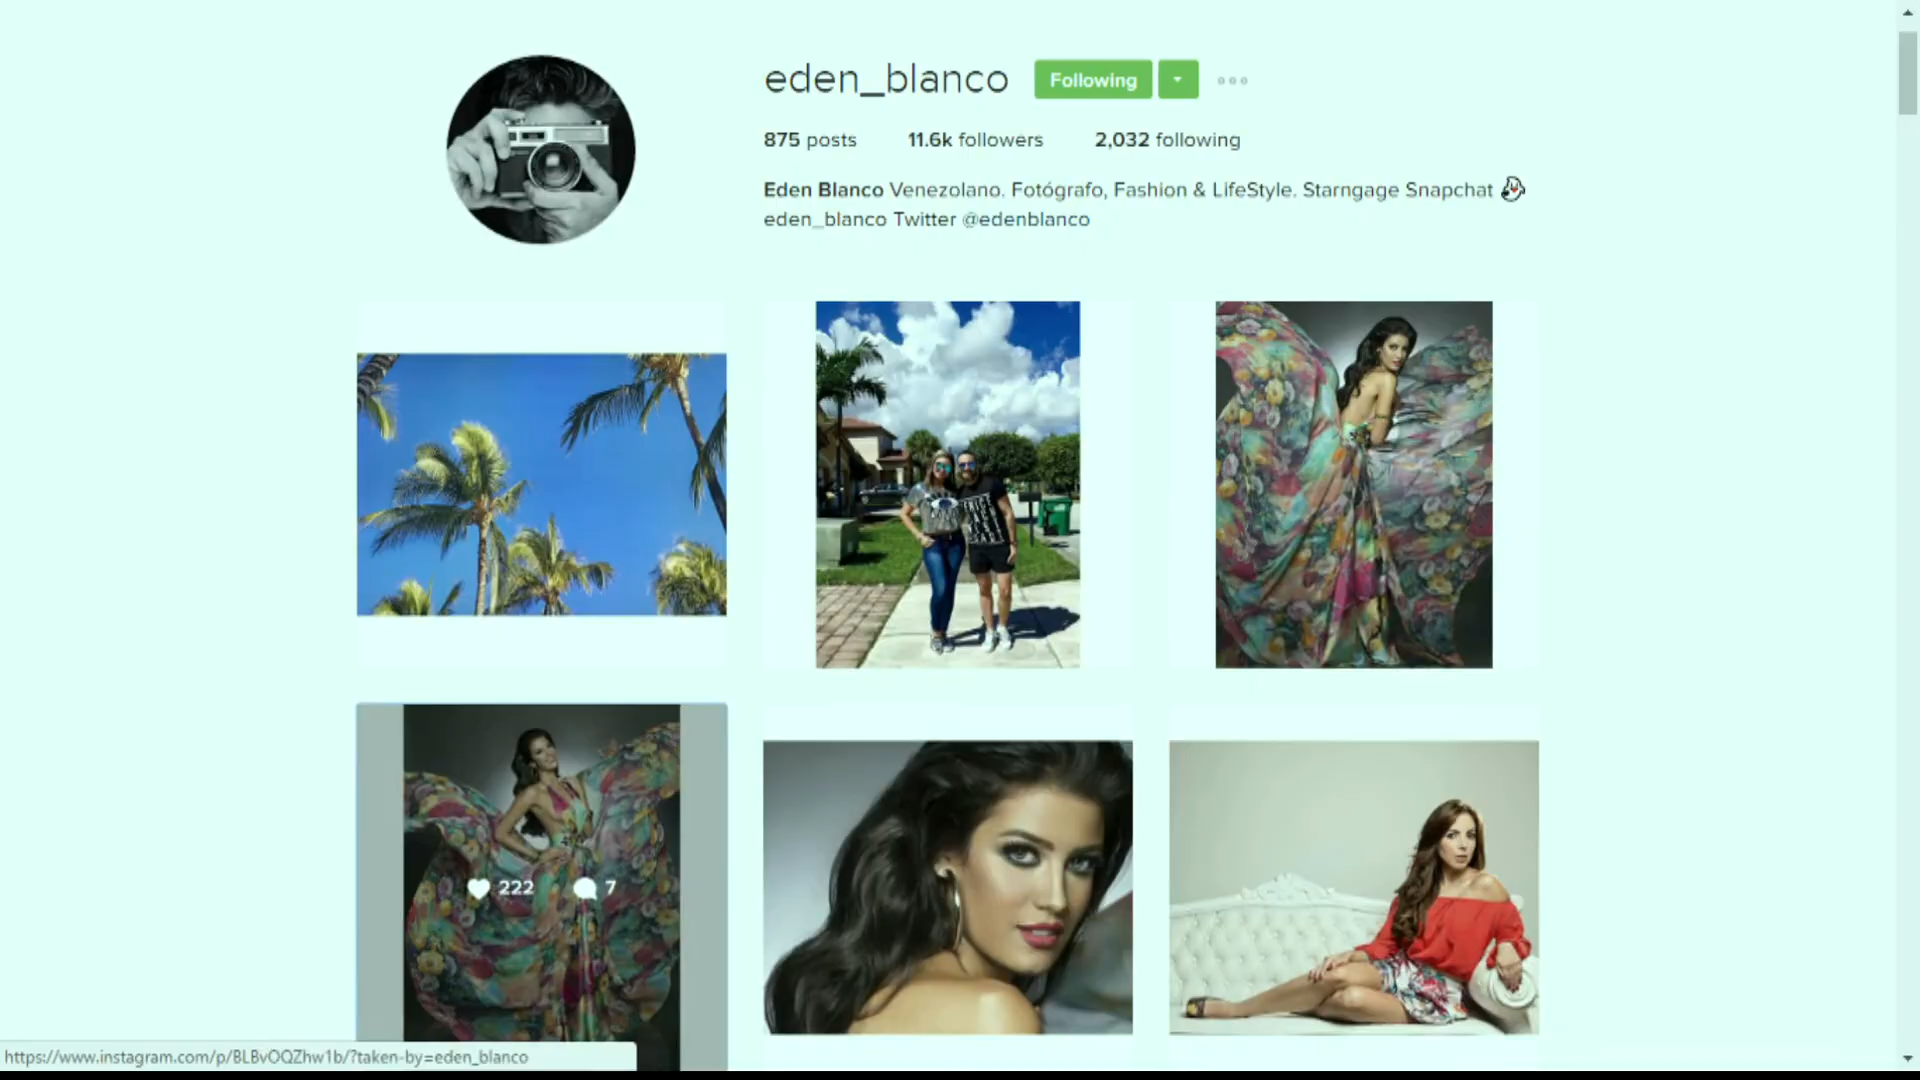 eden_blanco Following
875 posts 11.6k followers 2,032 following
Eden Blanco Venezolano. Fotógrafo, Fashion & LifeStyle. Starngage Snapchat
eden_blanco Twitter @edenblanco
222 7
https://www.instagram.com/p/BLBvOQZhw1b/?taken-by=eden_blanco